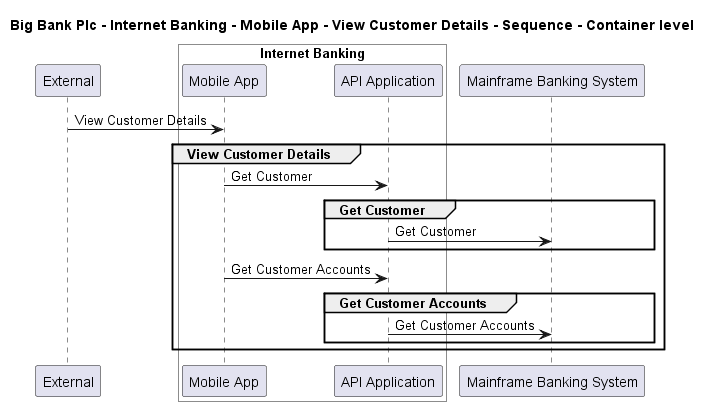 Big Bank Plc - Internet Banking - Mobile App - View Customer Details - Sequence - Container level
Internet Banking
External
Mobile App
API Application
Mainframe Banking System
View Customer Details
View Customer Details
Get Customer
Get Customer
Get Customer
Get Customer Accounts
Get Customer Accounts
Get Customer Accounts
External
Mobile App
API Application
Mainframe Banking System